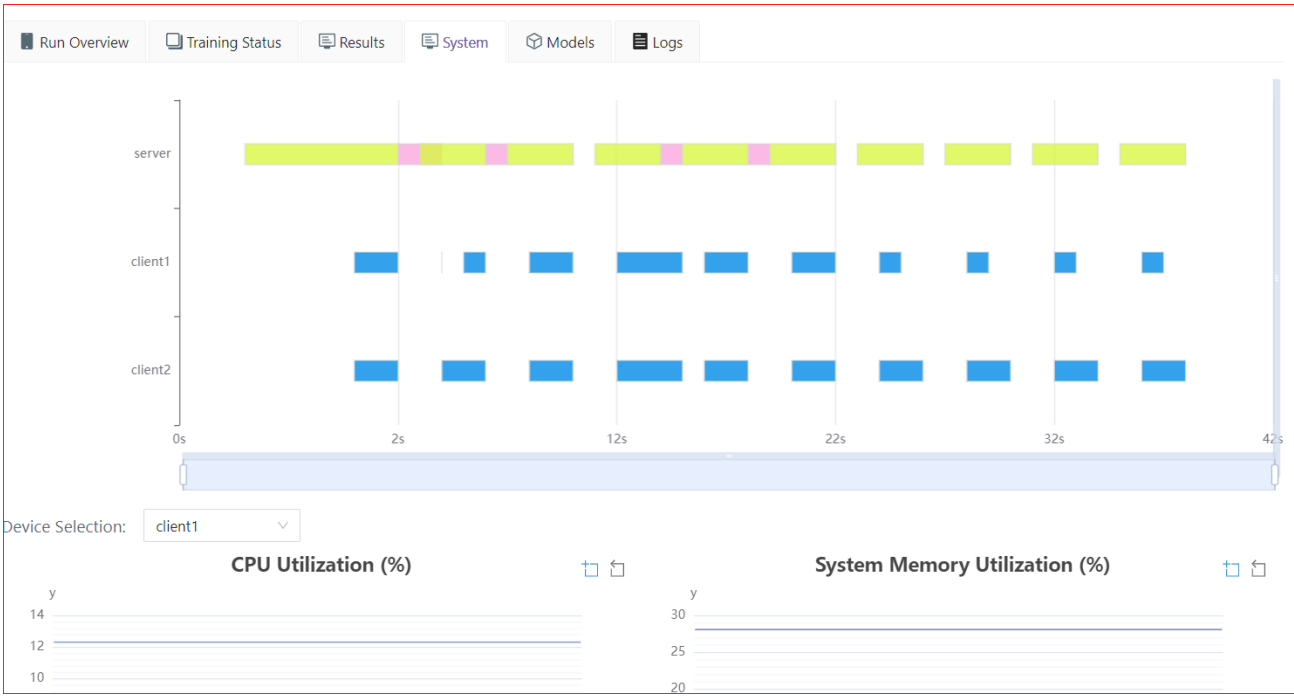 Run Overview Training Status Results System Models Logs
server
client1
client2
0s 2s 12s 22s 32s 42s
Device Selection: client1
CPU Utilization (%) System Memory Utilization (%)
y y
14 30
12 25
10 20